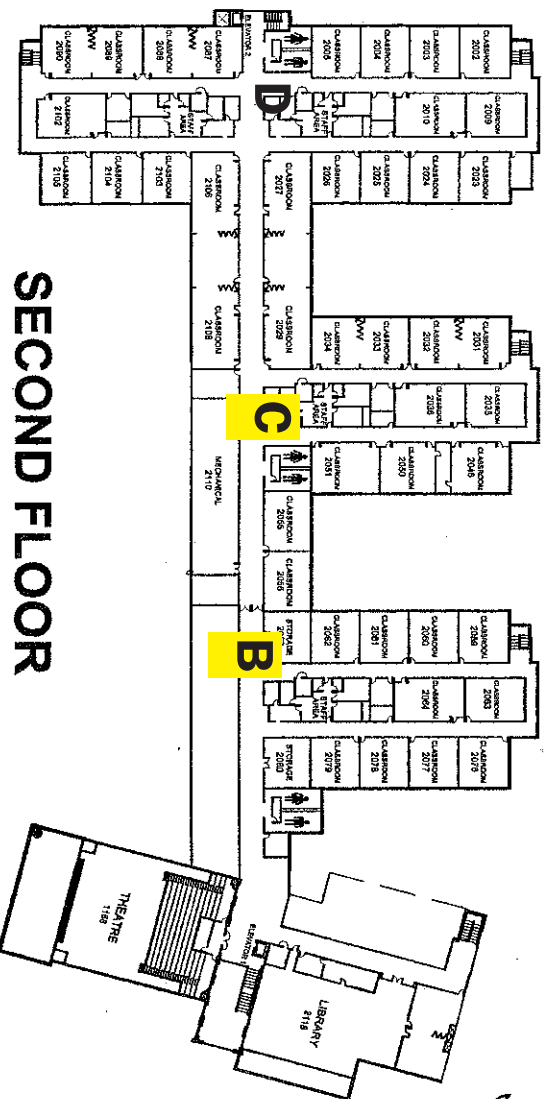 ELEVATOR 2
CLASSROOM
2090
CLASSROOM
2089
CLASSROOM
2088
CLASSROOM
2087
CLASSROOM
2005
CLASSROOM
2004
CLASSROOM
2003
CLASSROOM
2002
CLASSROOM
2102
STAFF
AREA
D
STAFF
AREA
CLASSROOM
2010
CLASSROOM
2009
CLASSROOM
2105
CLASSROOM
2104
CLASSROOM
2103
CLASSROOM
2106
CLASSROOM
2027
CLASSROOM
2026
CLASSROOM
2025
CLASSROOM
2024
CLASSROOM
2023
CLASSROOM
2108
CLASSROOM
2029
CLASSROOM
2034
CLASSROOM
2033
CLASSROOM
2032
CLASSROOM
2031
C
STAFF
AREA
CLASSROOM
2036
CLASSROOM
2035
MECHANICAL
2110
CLASSROOM
2051
CLASSROOM
2050
CLASSROOM
CLASSROOM
2055
CLASSROOM
2056
STORAGE
CLASSROOM
2062
CLASSROOM
2061
CLASSROOM
2060
CLASSROOM
2059
B
STAFF
AREA
CLASSROOM
2064
CLASSROOM
2063
STORAGE
2080
CLASSROOM
2079
CLASSROOM
2078
CLASSROOM
2077
CLASSROOM
2076
THEATRE
1168
ELEVATOR
LIBRARY
2116
SECOND FLOOR